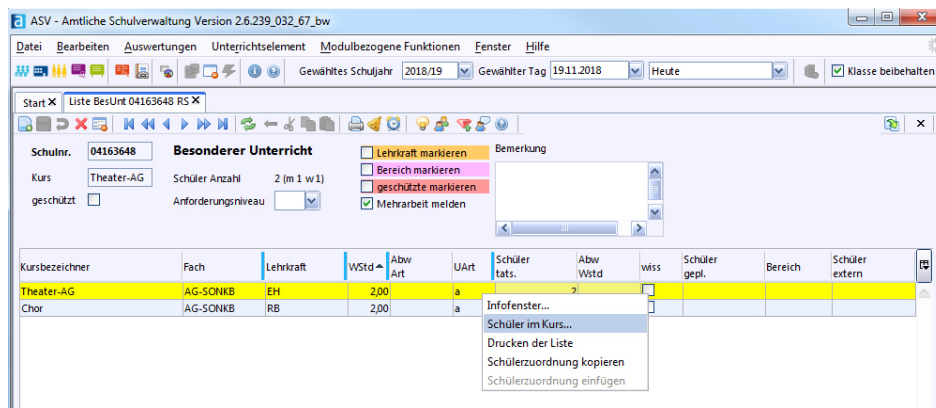 a ASV - Amtliche Schulverwaltung Version 2.6.239_032_67_bw
Datei Bearbeiten Auswertungen Unterrichtselement Modulbezogene Funktionen Fenster Hilfe
Gewähltes Schuljahr 2018/19 Gewählter Tag 19.11.2018 Heute Klasse beibehalten
Start X Liste BesUnt 04163648 RS X
Schulnr. 04163648 Besonderer Unterricht Lehrkraft markieren Bemerkung
Bereich markieren
Kurs Theater-AG Schüler Anzahl 2 (m 1 w 1) geschützte markieren
geschützt Anforderungsniveau Mehrarbeit melden
Kursbezeichner Fach Lehrkraft WStd Abw Art UArt Schüler tats. Abw Wstd wiss Schüler gepl. Bereich Schüler extern
Theater-AG AG-SONKB EH 2,00 a 2
Chor AG-SONKB RB 2,00 a
Infofenster...
Schüler im Kurs...
Drucken der Liste
Schülerzuordnung kopieren
Schülerzuordnung einfügen